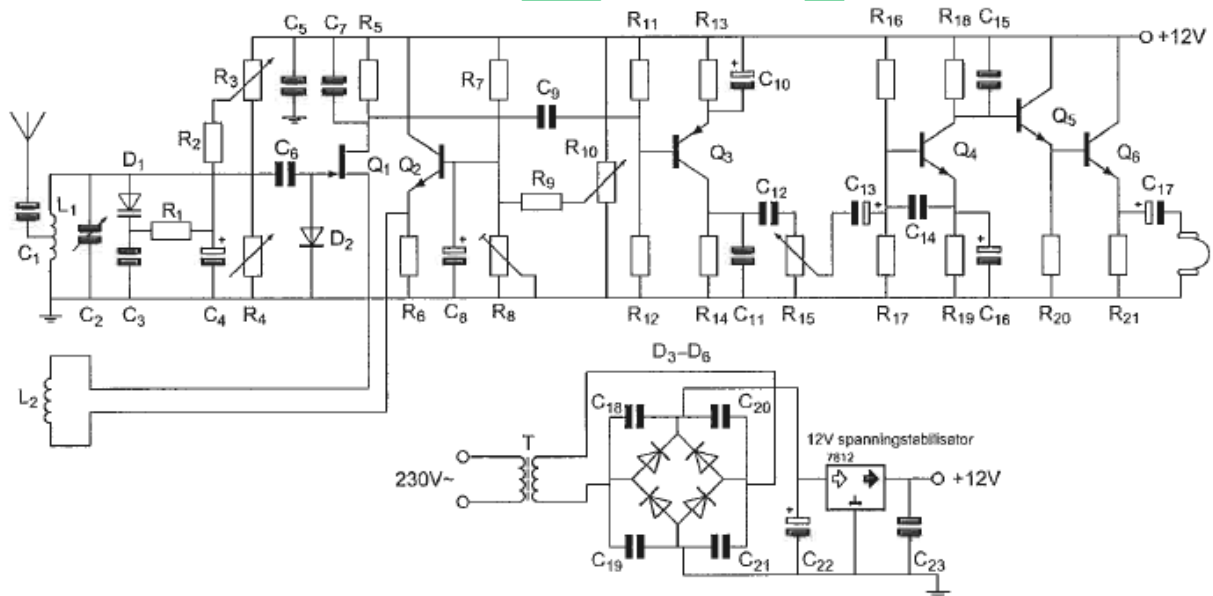 C5 C7 R5 R11 R13 R16 R18 C15
+12V
R3 R7 C9 + C10
R2 R10 Q5
D1 C6 Q1 Q2 Q3 Q4 Q6
L1 R1 R9 C12 C13 + C17 +
C1 + D2 + C14 +
C2 C3 C4 R4 R6 C8 R8 R12 R14 C11 R15 R17 R19 C16 R20 R21
D3–D6
L2
C18 C20
T 12V spanningstabilisator
7812
230V~ +12V
+
C19 C21 C22 C23